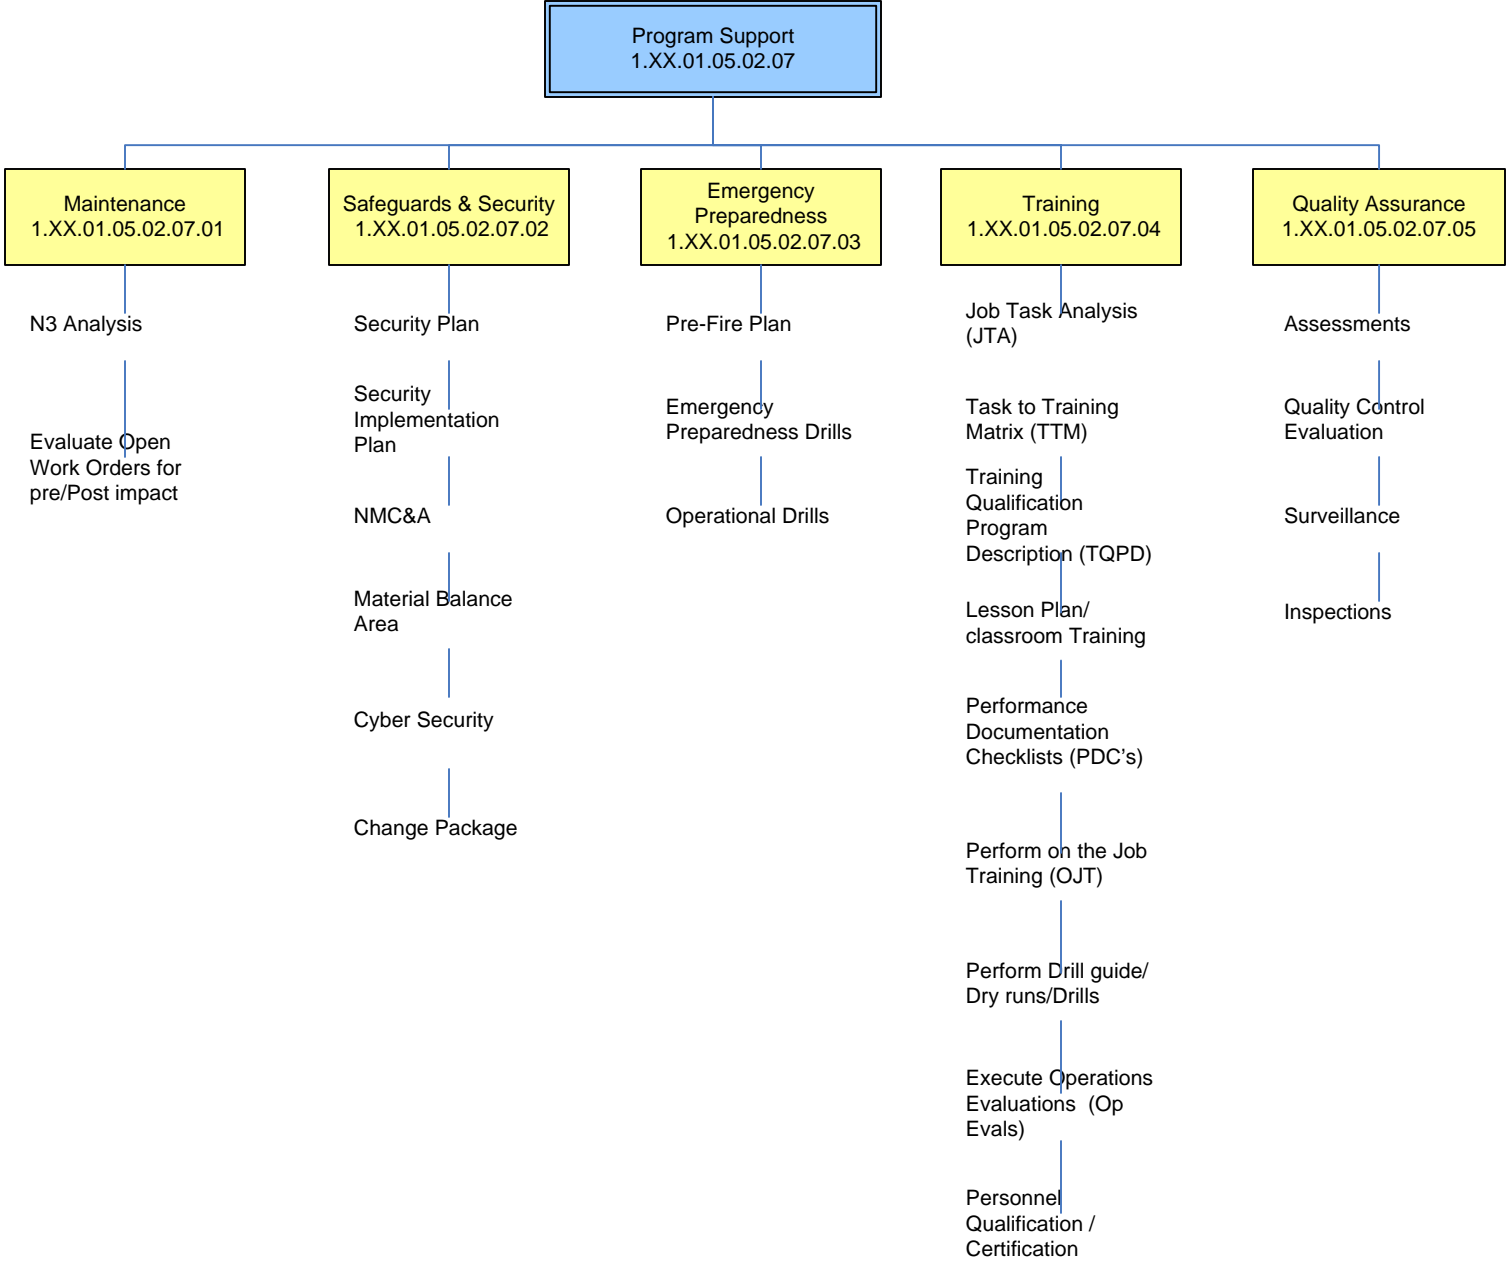 Program Support
1.XX.01.05.02.07
Maintenance
1.XX.01.05.02.07.01
N3 Analysis
Evaluate Open
Work Orders for
pre/Post impact
Safeguards & Security
1.XX.01.05.02.07.02
Security Plan
Security
Implementation
Plan
NMC&A
Material Balance
Area
Cyber Security
Change Package
Emergency
Preparedness
1.XX.01.05.02.07.03
Pre-Fire Plan
Emergency
Preparedness Drills
Operational Drills
Training
1.XX.01.05.02.07.04
Job Task Analysis
(JTA)
Task to Training
Matrix (TTM)
Training
Qualification
Program
Description (TQPD)
Lesson Plan/
classroom Training
Performance
Documentation
Checklists (PDC’s)
Perform on the Job
Training (OJT)
Perform Drill guide/
Dry runs/Drills
Execute Operations
Evaluations  (Op
Evals)
Personnel
Qualification /
Certification
Quality Assurance
1.XX.01.05.02.07.05
Assessments
Quality Control
Evaluation
Surveillance
Inspections